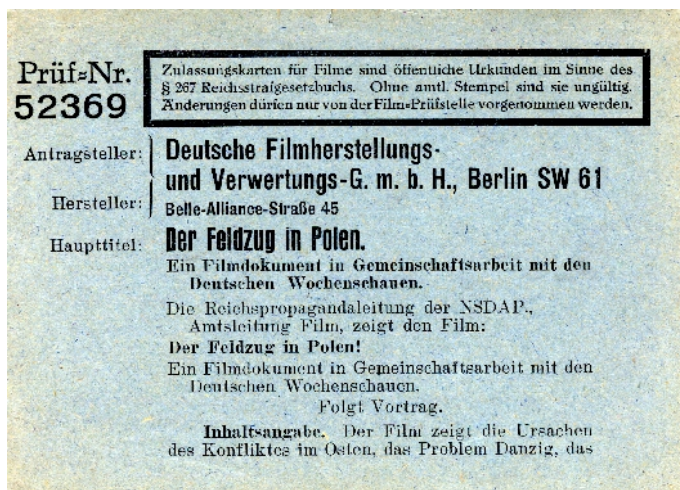 Prüf-Nr.
52369
Zulassungskarten für Filme sind öffentliche Urkunden im Sinne des
§ 267 Reichsstrafgesetzbuchs. Ohne amtl. Stempel sind sie ungültig.
Änderungen dürfen nur von der Film-Prüfstelle vorgenommen werden.
Antragsteller: Deutsche Filmherstellungs-
und Verwertungs-G. m. b. H., Berlin SW 61
Hersteller: Belle-Alliance-Straße 45
Haupttitel: Der Feldzug in Polen.
Ein Filmdokument in Gemeinschaftsarbeit mit den
Deutschen Wochenschauen.
Die Reichspropagandaleitung der NSDAP.,
Amtsleitung Film, zeigt den Film:
Der Feldzug in Polen!
Ein Filmdokument in Gemeinschaftsarbeit mit den
Deutschen Wochenschauen.
Folgt Vortrag.
Inhaltsangabe. Der Film zeigt die Ursachen
des Konfliktes im Osten, das Problem Danzig, das